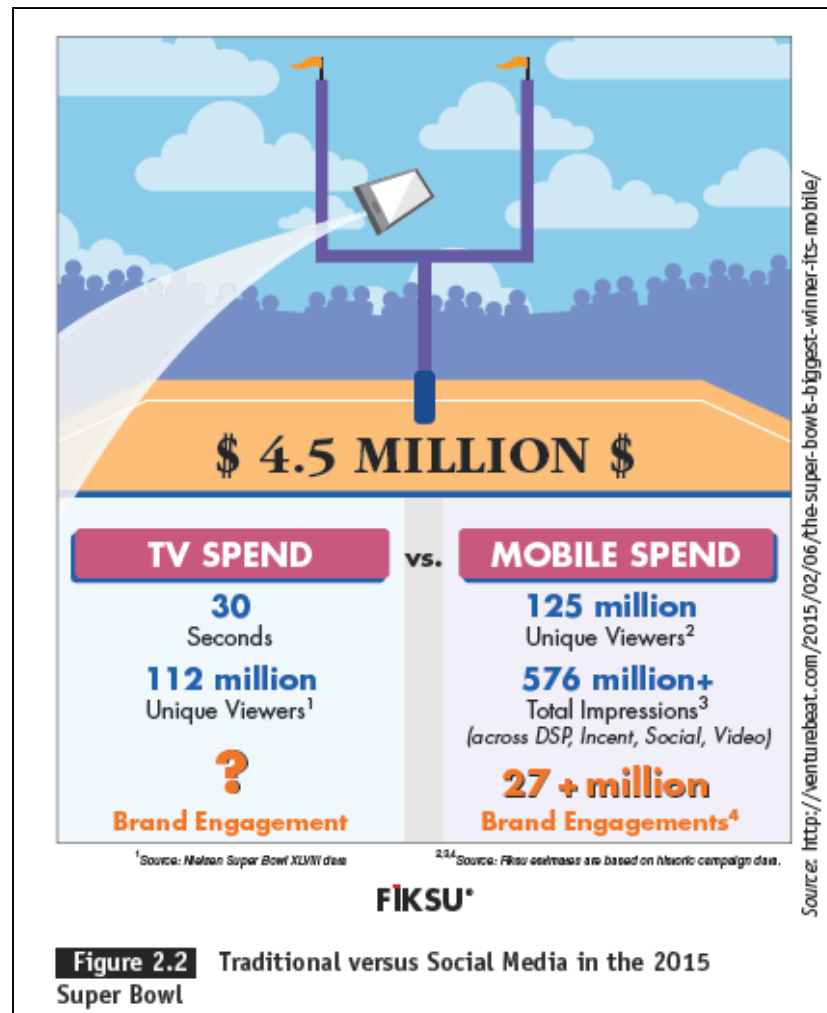 $ 4.5 MILLION $
TV SPEND
vs.
MOBILE SPEND
30
Seconds
112 million
Unique Viewers¹
?
Brand Engagement
125 million
Unique Viewers²
576 million+
Total Impressions³
(across DSP, Incent, Social, Video)
27 + million
Brand Engagements⁴
¹Source: Nielsen Super Bowl XLVIII data
²,³,⁴Source: Fiksu estimates are based on historic campaign data.
FIKSU®
Source: http://venturebeat.com/2015/02/06/the-super-bowls-biggest-winner-its-mobile/
Figure 2.2 Traditional versus Social Media in the 2015
Super Bowl